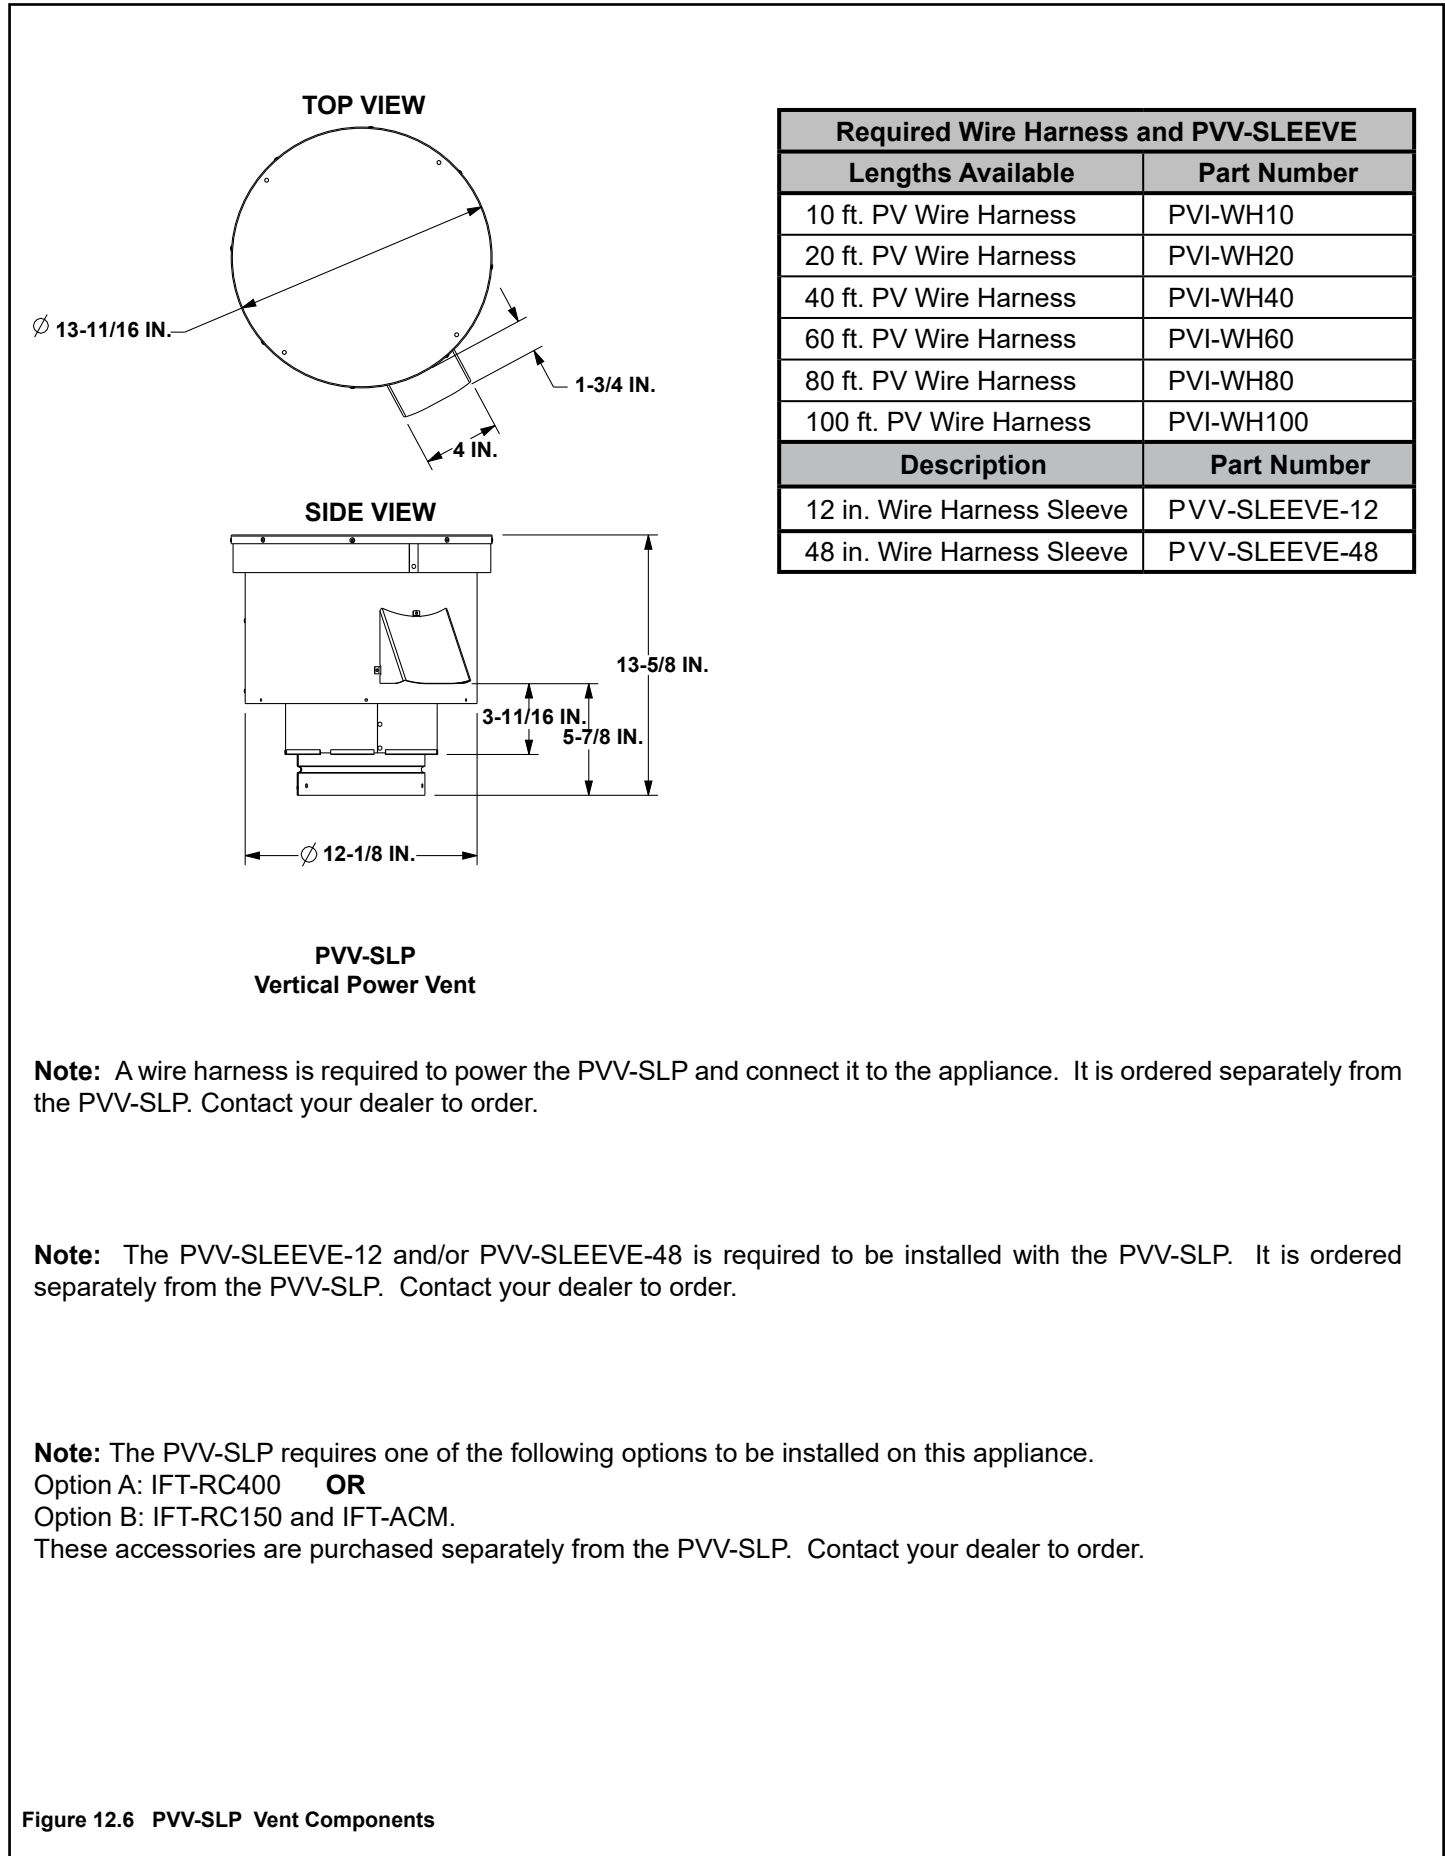 TOP VIEW
Ø 13-11/16 IN.
1-3/4 IN.
4 IN.
SIDE VIEW
13-5/8 IN.
3-11/16 IN.
5-7/8 IN.
Ø 12-1/8 IN.
PVV-SLP
Vertical Power Vent
Required Wire Harness and PVV-SLEEVE
Lengths Available Part Number
10 ft. PV Wire Harness PVI-WH10
20 ft. PV Wire Harness PVI-WH20
40 ft. PV Wire Harness PVI-WH40
60 ft. PV Wire Harness PVI-WH60
80 ft. PV Wire Harness PVI-WH80
100 ft. PV Wire Harness PVI-WH100
Description Part Number
12 in. Wire Harness Sleeve PVV-SLEEVE-12
48 in. Wire Harness Sleeve PVV-SLEEVE-48
Note: A wire harness is required to power the PVV-SLP and connect it to the appliance. It is ordered separately from
the PVV-SLP. Contact your dealer to order.
Note: The PVV-SLEEVE-12 and/or PVV-SLEEVE-48 is required to be installed with the PVV-SLP. It is ordered
separately from the PVV-SLP. Contact your dealer to order.
Note: The PVV-SLP requires one of the following options to be installed on this appliance.
Option A: IFT-RC400 OR
Option B: IFT-RC150 and IFT-ACM.
These accessories are purchased separately from the PVV-SLP. Contact your dealer to order.
Figure 12.6 PVV-SLP Vent Components